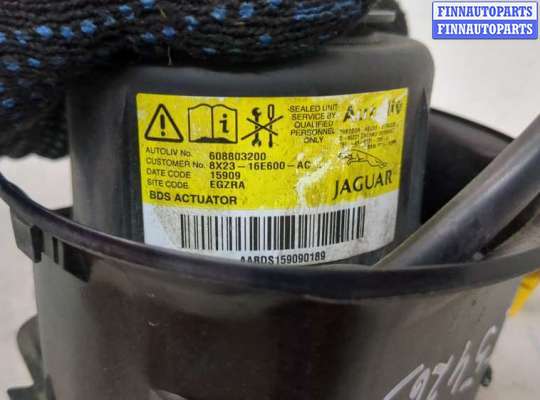 FINNAUTOPARTS
FINNAUTOPARTS
SEALED UNIT
SERVICE BY
QUALIFIED
PERSONNEL
ONLY
AUTOLIV No. 608803200
CUSTOMER No. 8X23-16E600-AC
DATE CODE 15909
SITE CODE EGZRA
BDS ACTUATOR
JAGUAR
AABDS159090189